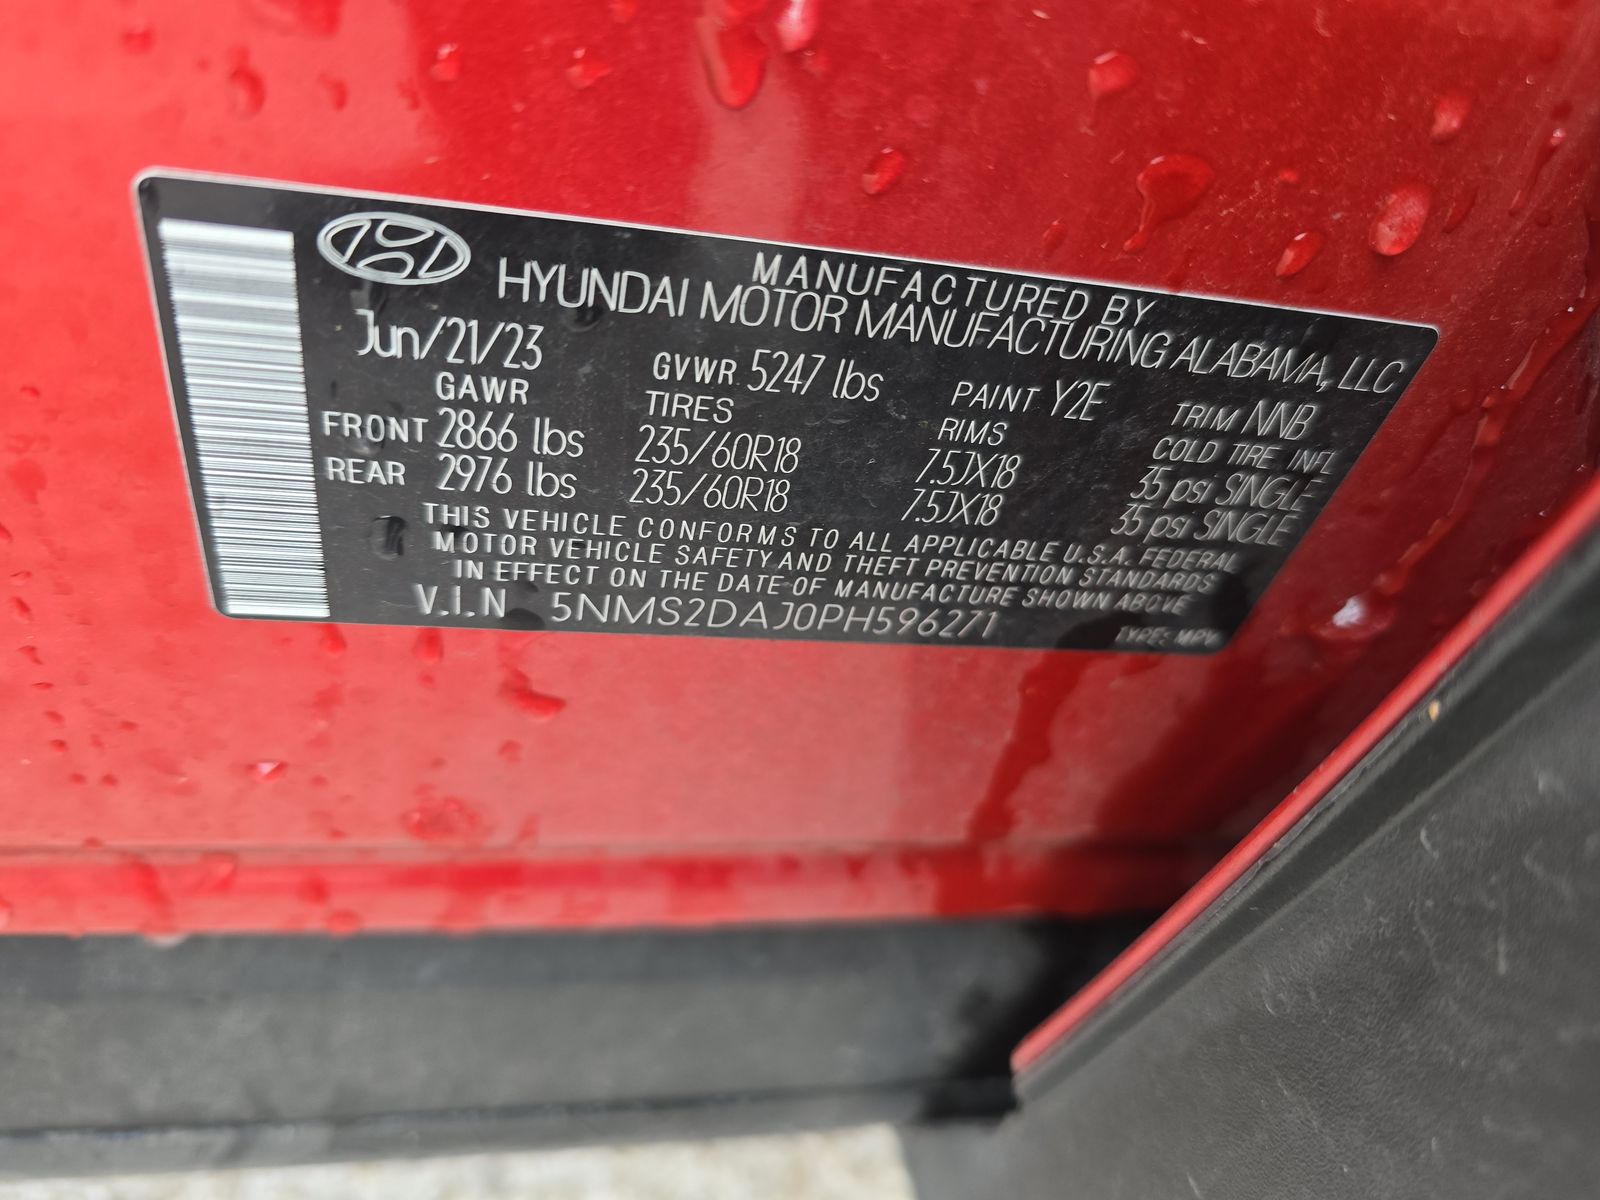 MANUFACTURED BY
HYUNDAI MOTOR MANUFACTURING ALABAMA, LLC
Jun/21/23 GVWR 5247 lbs PAINT Y2E TRIM NNB
GAWR TIRES RIMS COLD TIRE INFL
FRONT 2866 lbs 235/60R18 7.5JX18 35 psi SINGLE
REAR 2976 lbs 235/60R18 7.5JX18 35 psi SINGLE
THIS VEHICLE CONFORMS TO ALL APPLICABLE U.S.A. FEDERAL
MOTOR VEHICLE SAFETY AND THEFT PREVENTION STANDARDS
IN EFFECT ON THE DATE OF MANUFACTURE SHOWN ABOVE
V.I.N 5NMS2DAJ0PH596271 TYPE: MPV